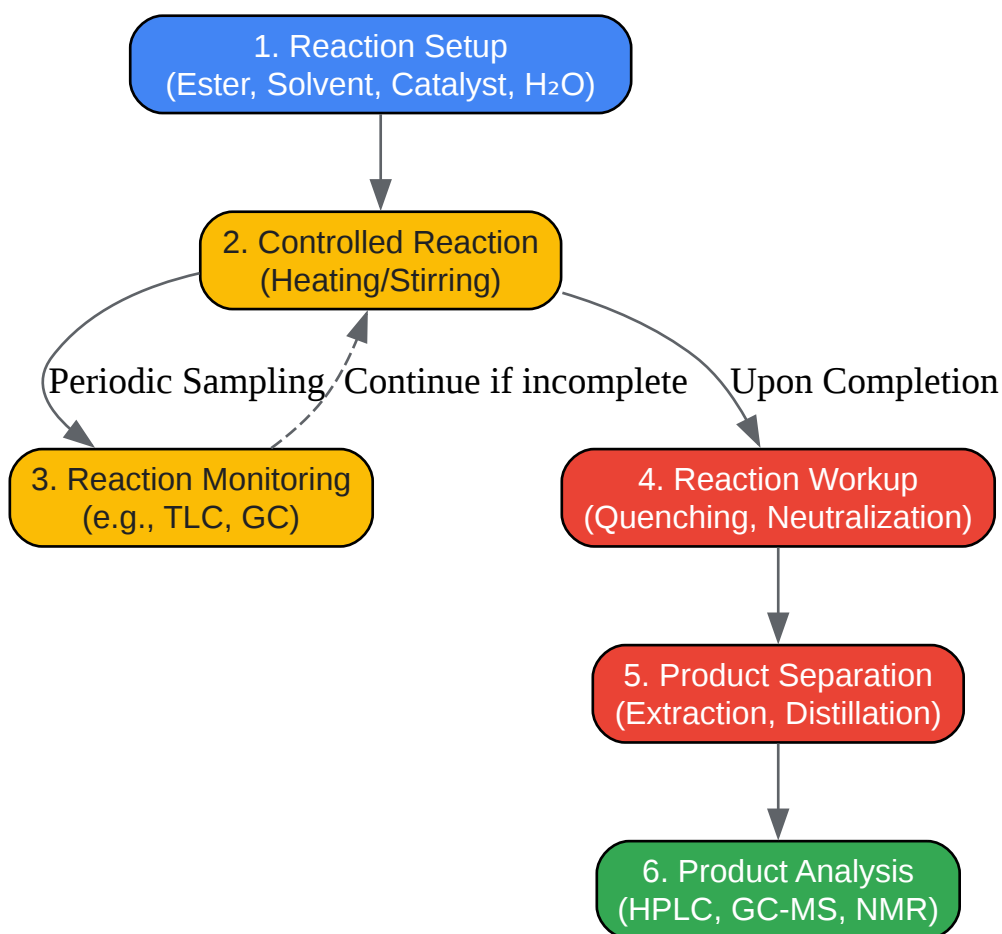 1. Reaction Setup
(Ester, Solvent, Catalyst, H₂O)
2. Controlled Reaction
(Heating/Stirring)
Periodic Sampling
Continue if incomplete
Upon Completion
3. Reaction Monitoring
(e.g., TLC, GC)
4. Reaction Workup
(Quenching, Neutralization)
5. Product Separation
(Extraction, Distillation)
6. Product Analysis
(HPLC, GC-MS, NMR)